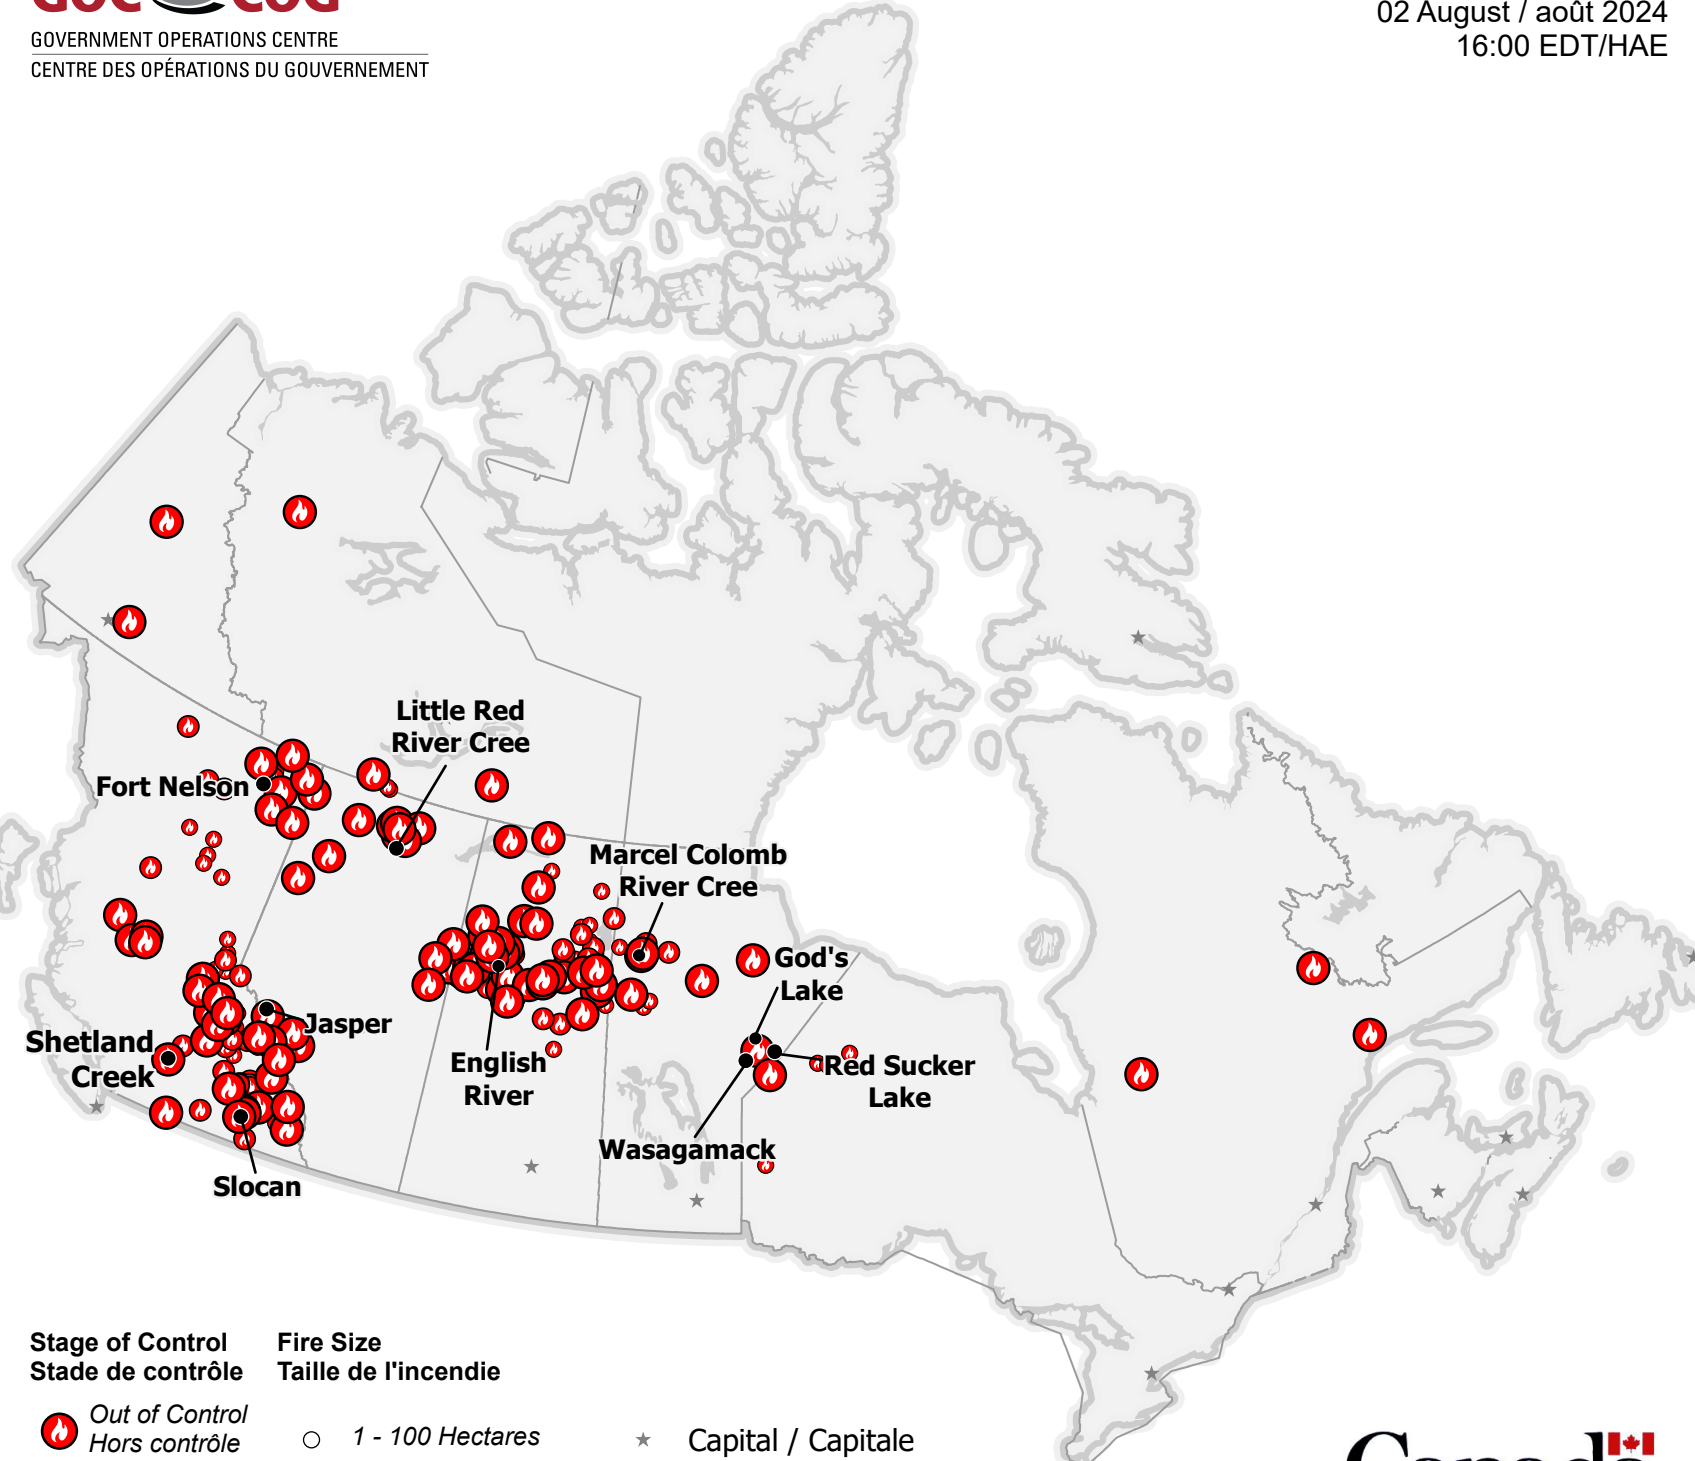 GOVERNMENT OPERATIONS CENTRE
CENTRE DES OPÉRATIONS DU GOUVERNEMENT
02 August / août 2024
16:00 EDT/HAE
Little Red
River Cree
Fort Nelson
Marcel Colomb
River Cree
God's
Lake
Jasper
Shetland
Creek
English
River
Red Sucker
Lake
Wasagamack
Slocan
Stage of Control
Stade de contrôle
Fire Size
Taille de l'incendie
Out of Control
Hors contrôle
1 - 100 Hectares
Capital / Capitale